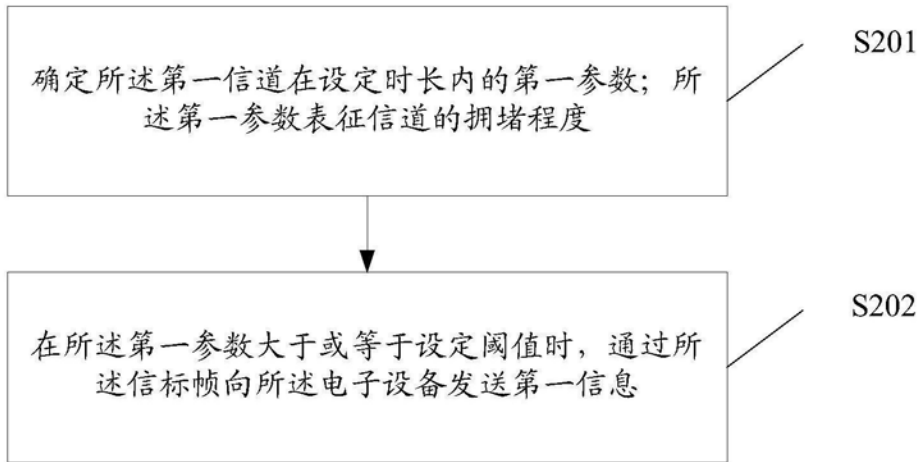 确定所述第一信道在设定时长内的第一参数；所
述第一参数表征信道的拥堵程度
S201
在所述第一参数大于或等于设定阈值时，通过所
述信标帧向所述电子设备发送第一信息
S202